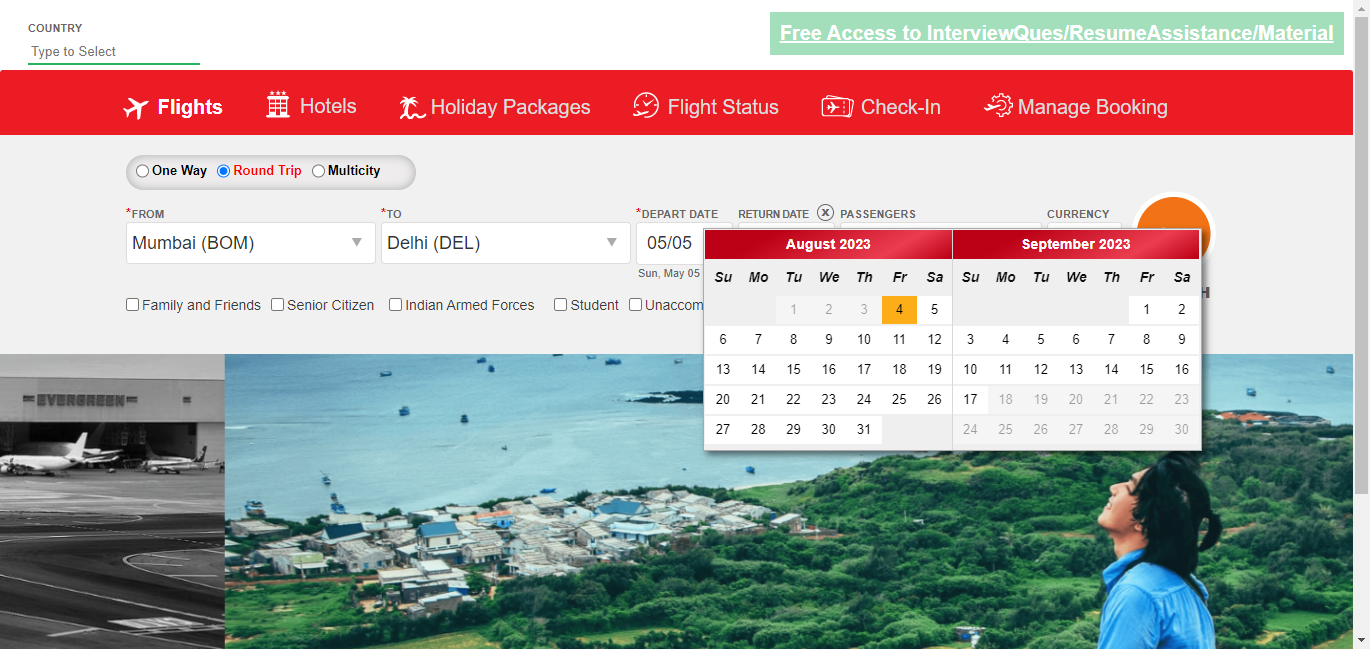 COUNTRY
Type to Select
Free Access to InterviewQues/ResumeAssistance/Material
Flights Hotels Holiday Packages Flight Status Check-In Manage Booking
One Way Round Trip Multicity
*FROM *TO *DEPART DATE RETURN DATE X PASSENGERS CURRENCY
Mumbai (BOM) Delhi (DEL) 05/05
Sun, May 05
Family and Friends Senior Citizen Indian Armed Forces Student Unaccom
August 2023 September 2023
Su Mo Tu We Th Fr Sa Su Mo Tu We Th Fr Sa
1 2 3 4 5 1 2
6 7 8 9 10 11 12 3 4 5 6 7 8 9
13 14 15 16 17 18 19 10 11 12 13 14 15 16
20 21 22 23 24 25 26 17 18 19 20 21 22 23
27 28 29 30 31 24 25 26 27 28 29 30
H
EVERGREEN